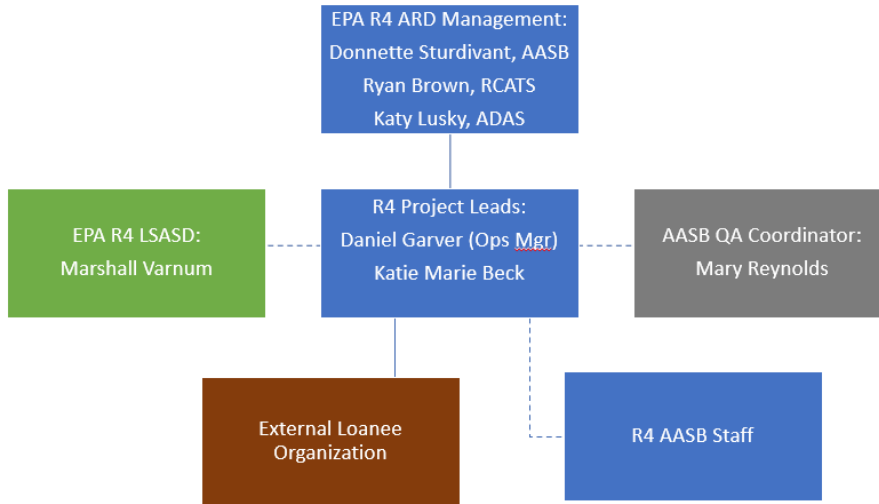 EPA R4 ARD Management:
Donnette Sturdivant, AASB
Ryan Brown, RCATS
Katy Lusky, ADAS
EPA R4 LSASD:
Marshall Varnum
R4 Project Leads:
Daniel Garver (Ops Mgr)
Katie Marie Beck
AASB QA Coordinator:
Mary Reynolds
External Loanee
Organization
R4 AASB Staff